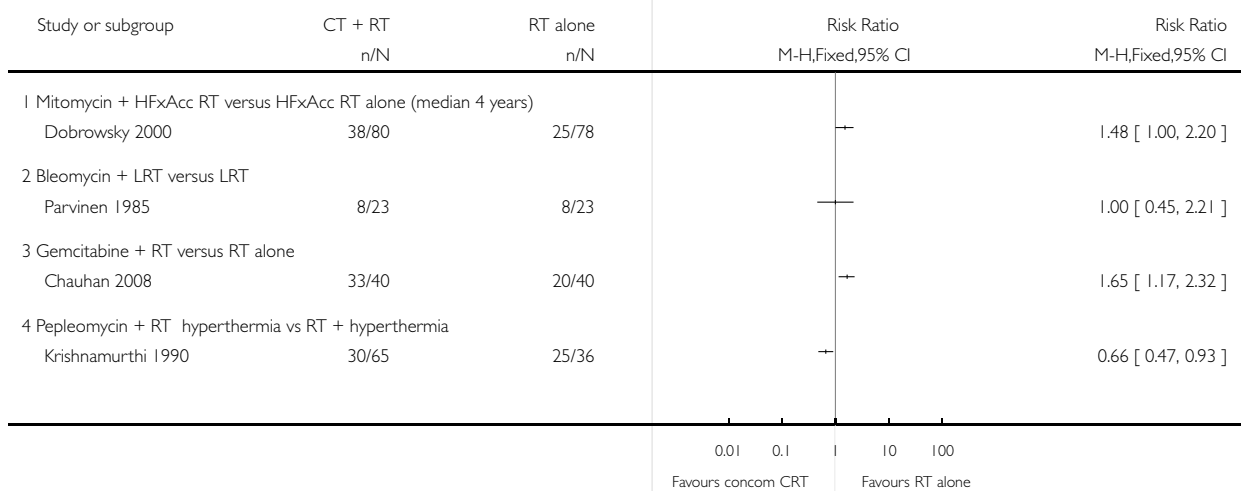 Study or subgroup CT + RT RT alone Risk Ratio Risk Ratio
n/N n/N M-H,Fixed,95% CI M-H,Fixed,95% CI
1 Mitomycin + HFxAcc RT versus HFxAcc RT alone (median 4 years)
Dobrowsky 2000 38/80 25/78 1.48 [ 1.00, 2.20 ]
2 Bleomycin + LRT versus LRT
Parvinen 1985 8/23 8/23 1.00 [ 0.45, 2.21 ]
3 Gemcitabine + RT versus RT alone
Chauhan 2008 33/40 20/40 1.65 [ 1.17, 2.32 ]
4 Pepleomycin + RT hyperthermia vs RT + hyperthermia
Krishnamurthi 1990 30/65 25/36 0.66 [ 0.47, 0.93 ]
0.01 0.1 1 10 100
Favours concom CRT Favours RT alone